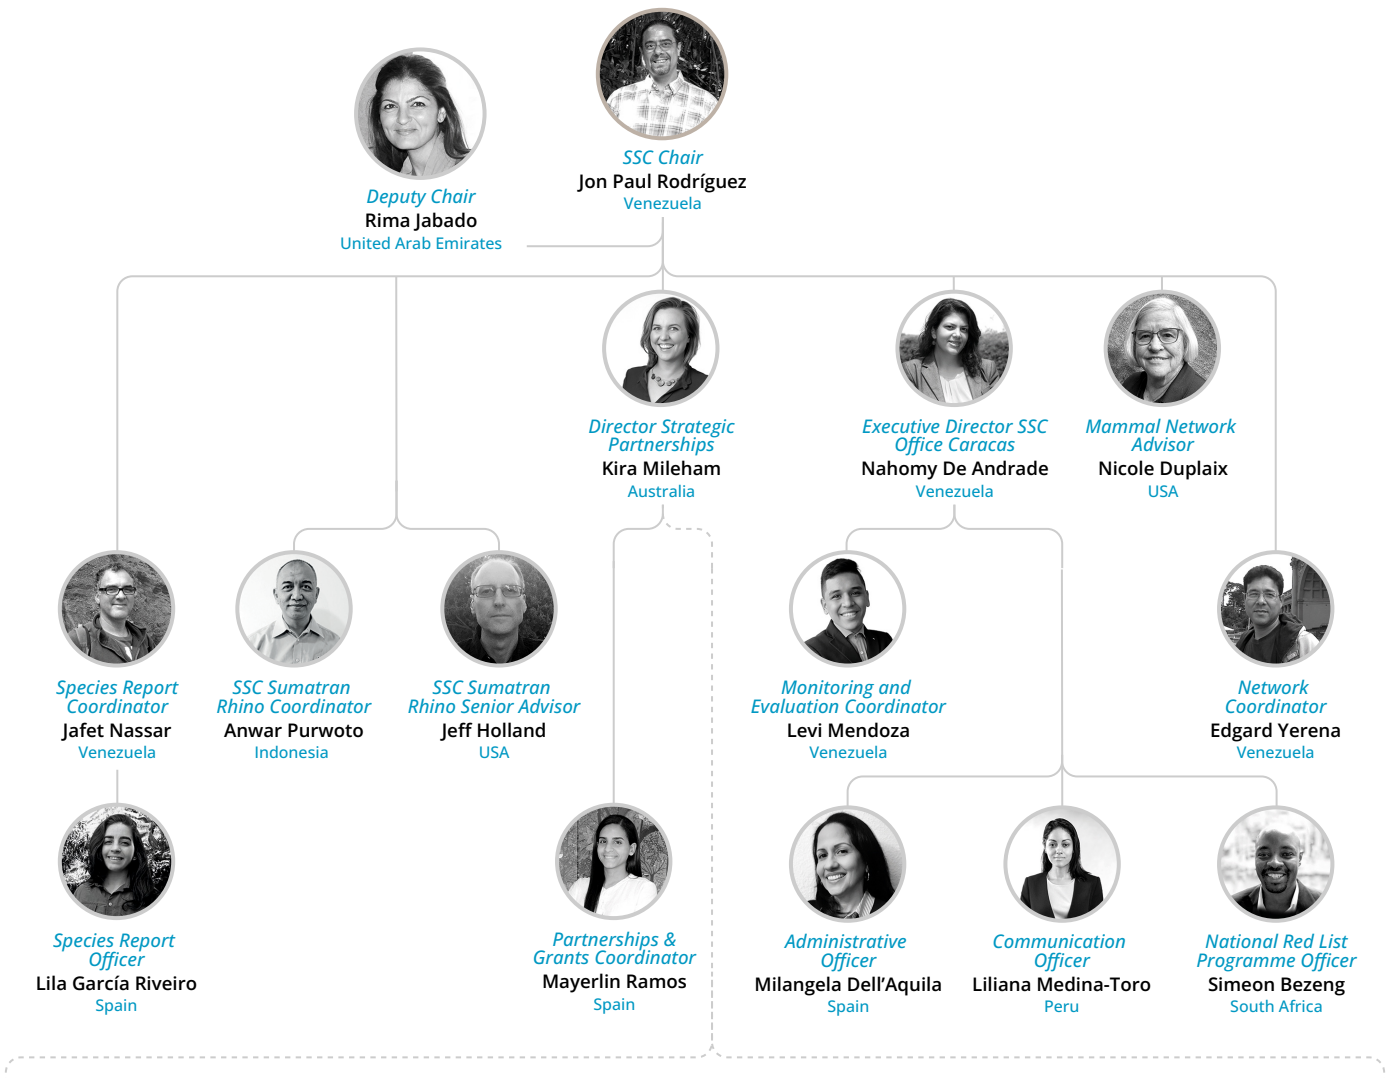 SSC Chair
Jon Paul Rodríguez
Venezuela
Deputy Chair
Rima Jabado
United Arab Emirates
Director Strategic
Partnerships
Kira Mileham
Australia
Executive Director SSC
Office Caracas
Nahomy De Andrade
Venezuela
Mammal Network
Advisor
Nicole Duplaix
USA
Species Report
Coordinator
Jafet Nassar
Venezuela
SSC Sumatran
Rhino Coordinator
Anwar Purwoto
Indonesia
SSC Sumatran
Rhino Senior Advisor
Jeff Holland
USA
Monitoring and
Evaluation Coordinator
Levi Mendoza
Venezuela
Network
Coordinator
Edgard Yerena
Venezuela
Species Report
Officer
Lila García Riveiro
Spain
Partnerships &
Grants Coordinator
Mayerlin Ramos
Spain
Administrative
Officer
Milangela Dell’Aquila
Spain
Communication
Officer
Liliana Medina-Toro
Peru
National Red List
Programme Officer
Simeon Bezeng
South Africa